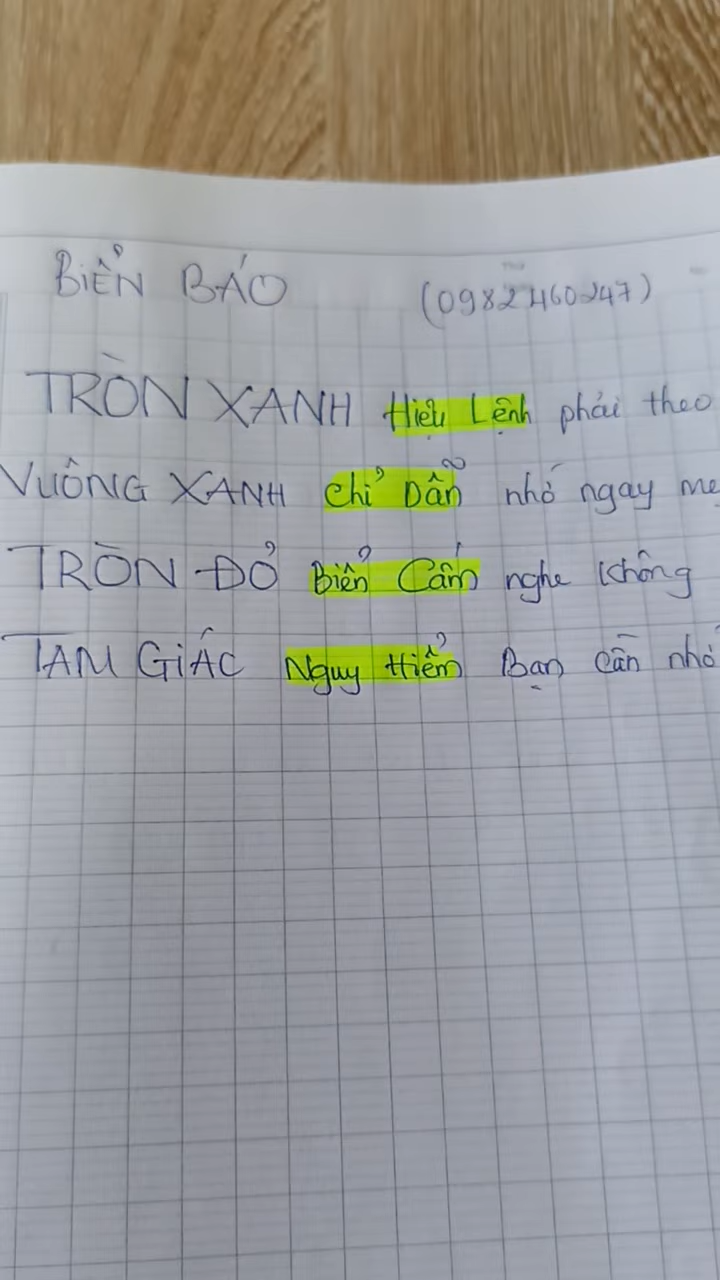 BIỂN BÁO (0982460247)
TRÒN XANH Hiệu Lệnh phải theo
VUÔNG XANH chỉ DẪN nhớ ngay
TRÒN ĐỎ Biển Cấm nghe không
TAM GIÁC Nguy Hiểm Bạn cần nhớ